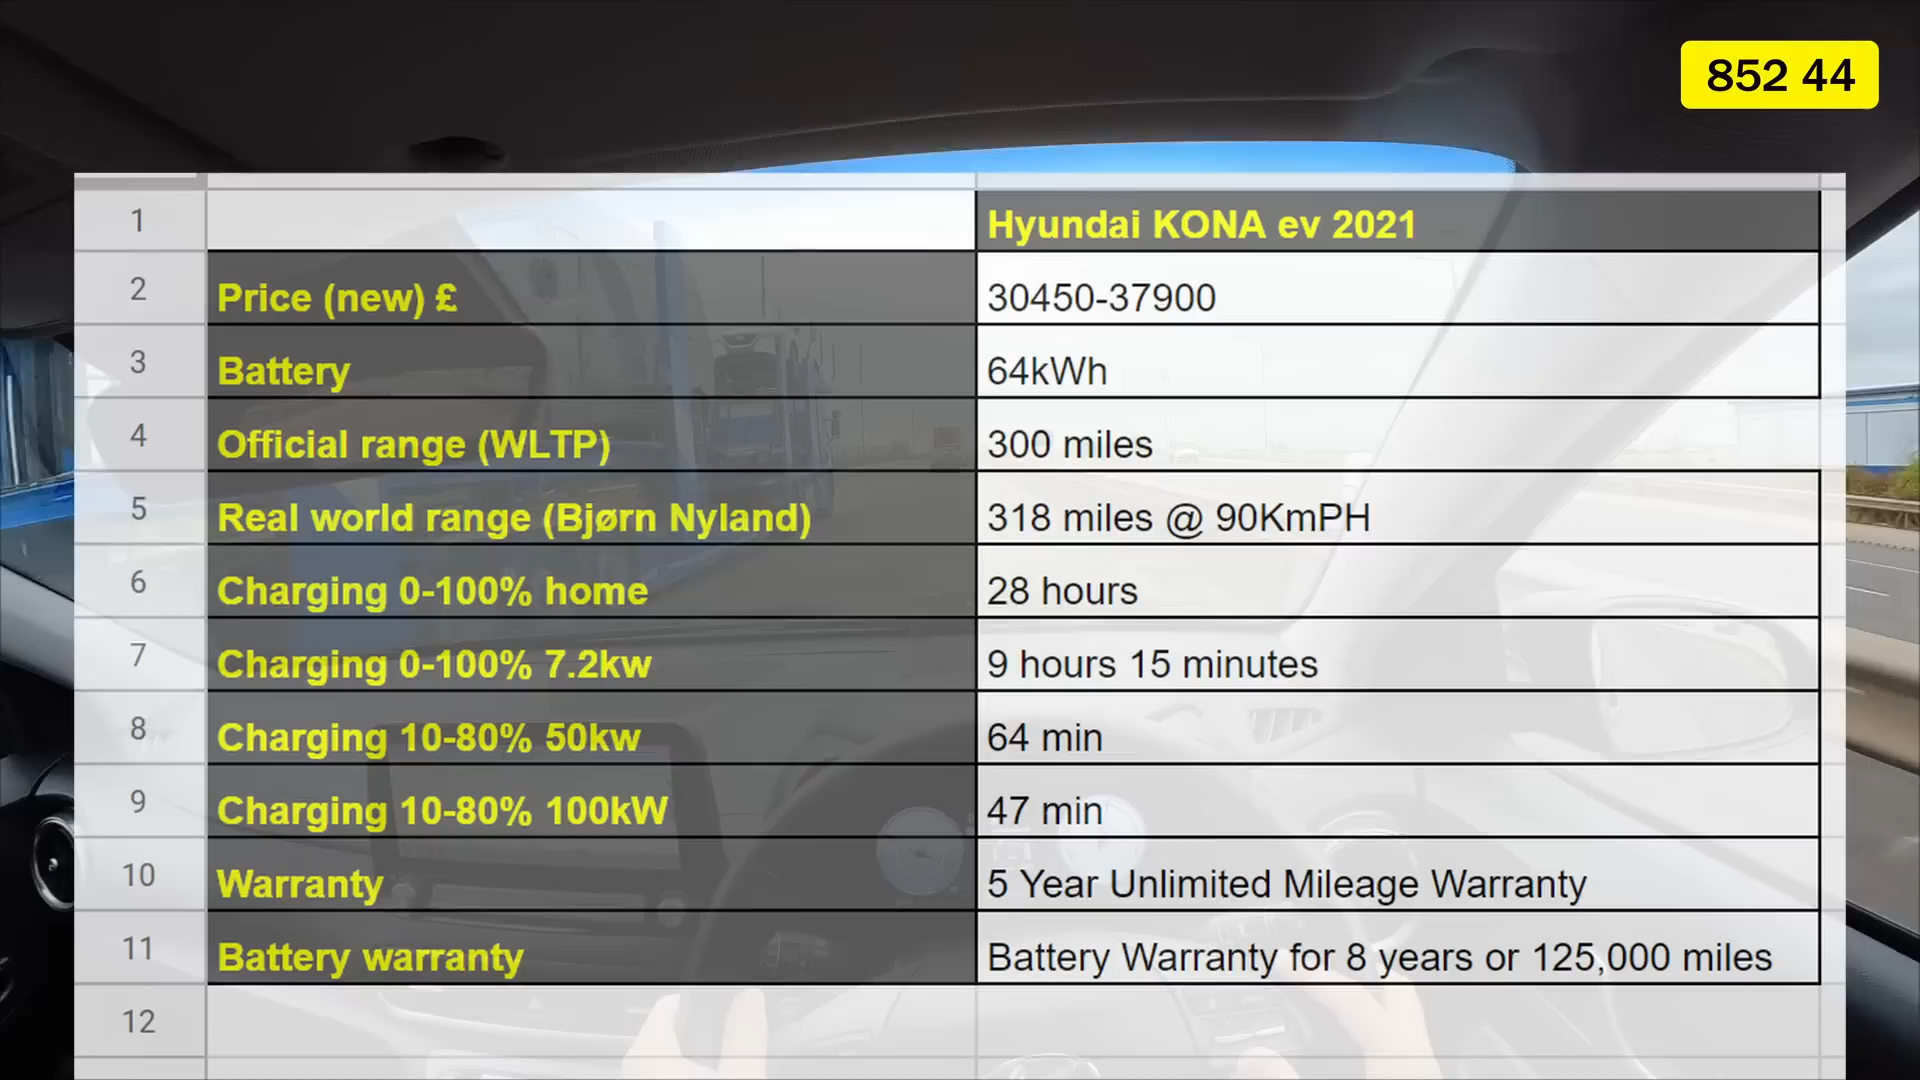 852 44
1
Hyundai KONA ev 2021
2 Price (new) £ 30450-37900
3 Battery 64kWh
4 Official range (WLTP) 300 miles
5 Real world range (Bjørn Nyland) 318 miles @ 90KmPH
6 Charging 0-100% home 28 hours
7 Charging 0-100% 7.2kw 9 hours 15 minutes
8 Charging 10-80% 50kw 64 min
9 Charging 10-80% 100kW 47 min
10 Warranty 5 Year Unlimited Mileage Warranty
11 Battery warranty Battery Warranty for 8 years or 125,000 miles
12